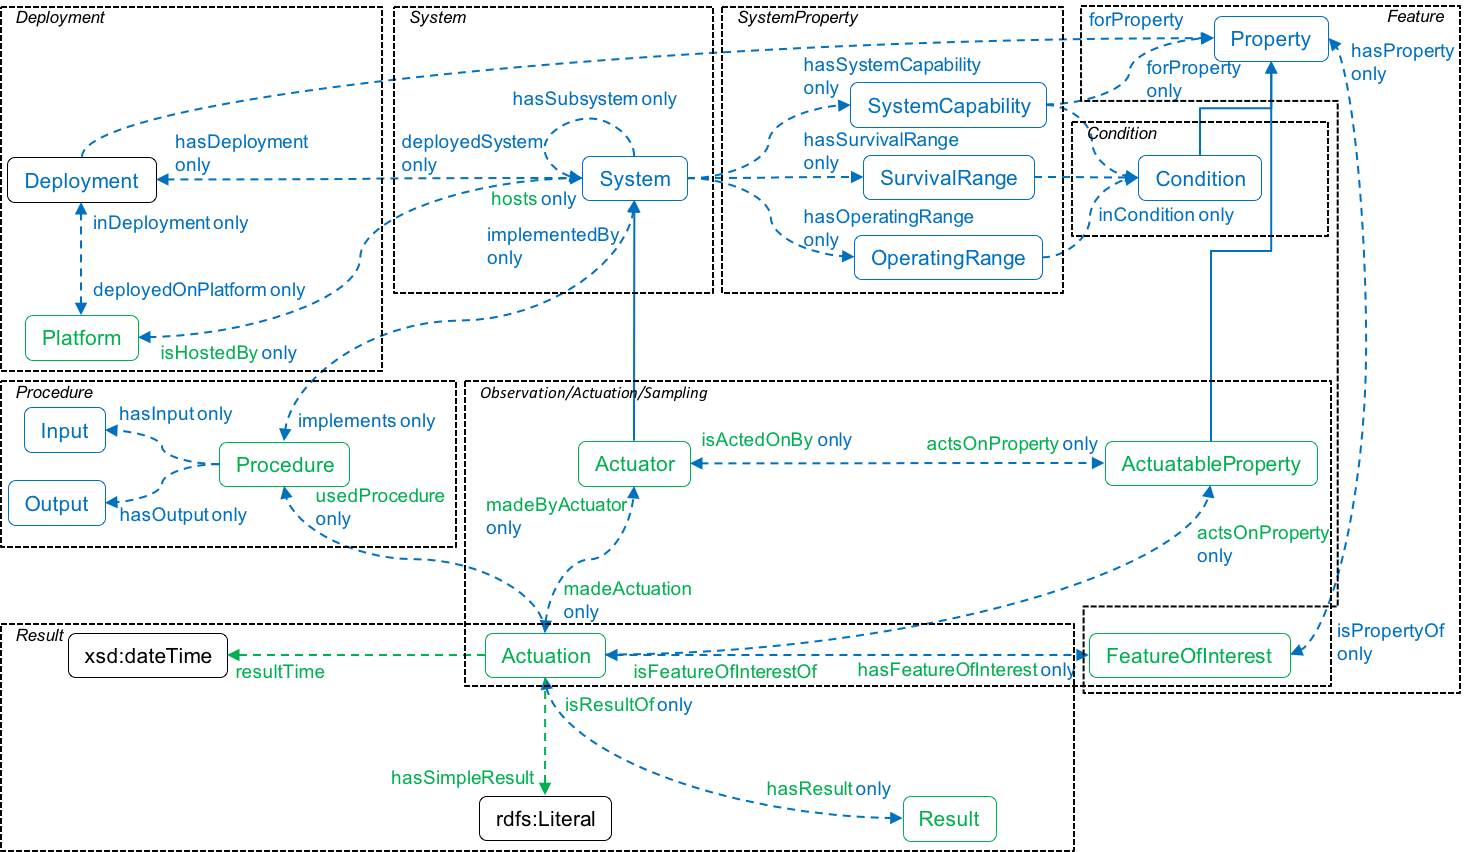 Deployment
System
SystemProperty
Feature
forProperty
Property
hasProperty
only
hasSystemCapability
only
forProperty
only
SystemCapability
hasSubsystem only
Condition
hasDeployment
only
deployedSystem
only
hasSurvivalRange
only
Deployment
System
SurvivalRange
Condition
hosts only
inDeployment only
implementedBy
only
hasOperatingRange
only
inCondition only
OperatingRange
deployedOnPlatform only
Platform
isHostedBy only
Procedure
Observation/Actuation/Sampling
hasInput only
Input
implements only
Procedure
isActedOnBy only
actsOnProperty only
Actuator
ActuatableProperty
Output
hasOutput only
usedProcedure
only
madeByActuator
only
actsOnProperty
only
madeActuation
only
Result
xsd:dateTime
resultTime
Actuation
isFeatureOfInterestOf
hasFeatureOfInterest only
FeatureOfInterest
isPropertyOf
only
isResultOf only
hasSimpleResult
hasResult only
rdfs:Literal
Result